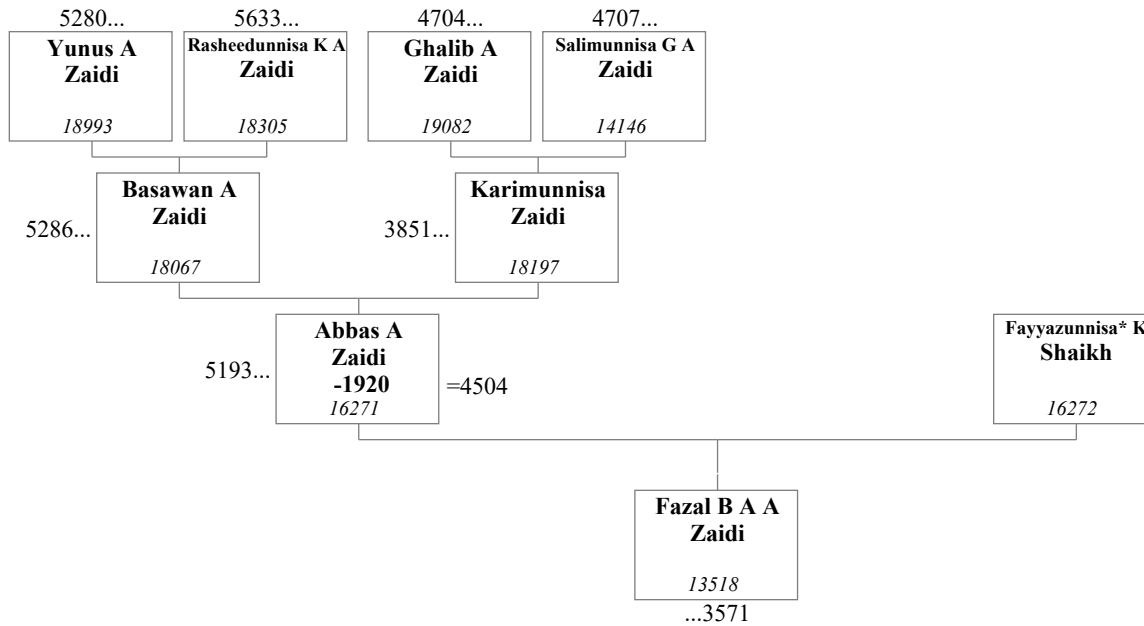 5280...
5633...
4704...
4707...
Yunus A
Zaidi
18993
Rasheedunnisa K A
Zaidi
18305
Ghalib A
Zaidi
19082
Salimunnisa G A
Zaidi
14146
5286...
Basawan A
Zaidi
18067
3851...
Karimunnisa
Zaidi
18197
5193...
Abbas A
Zaidi
-1920
16271
=4504
Fayyazunnisa* K
Shaikh
16272
Fazal B A A
Zaidi
13518
...3571